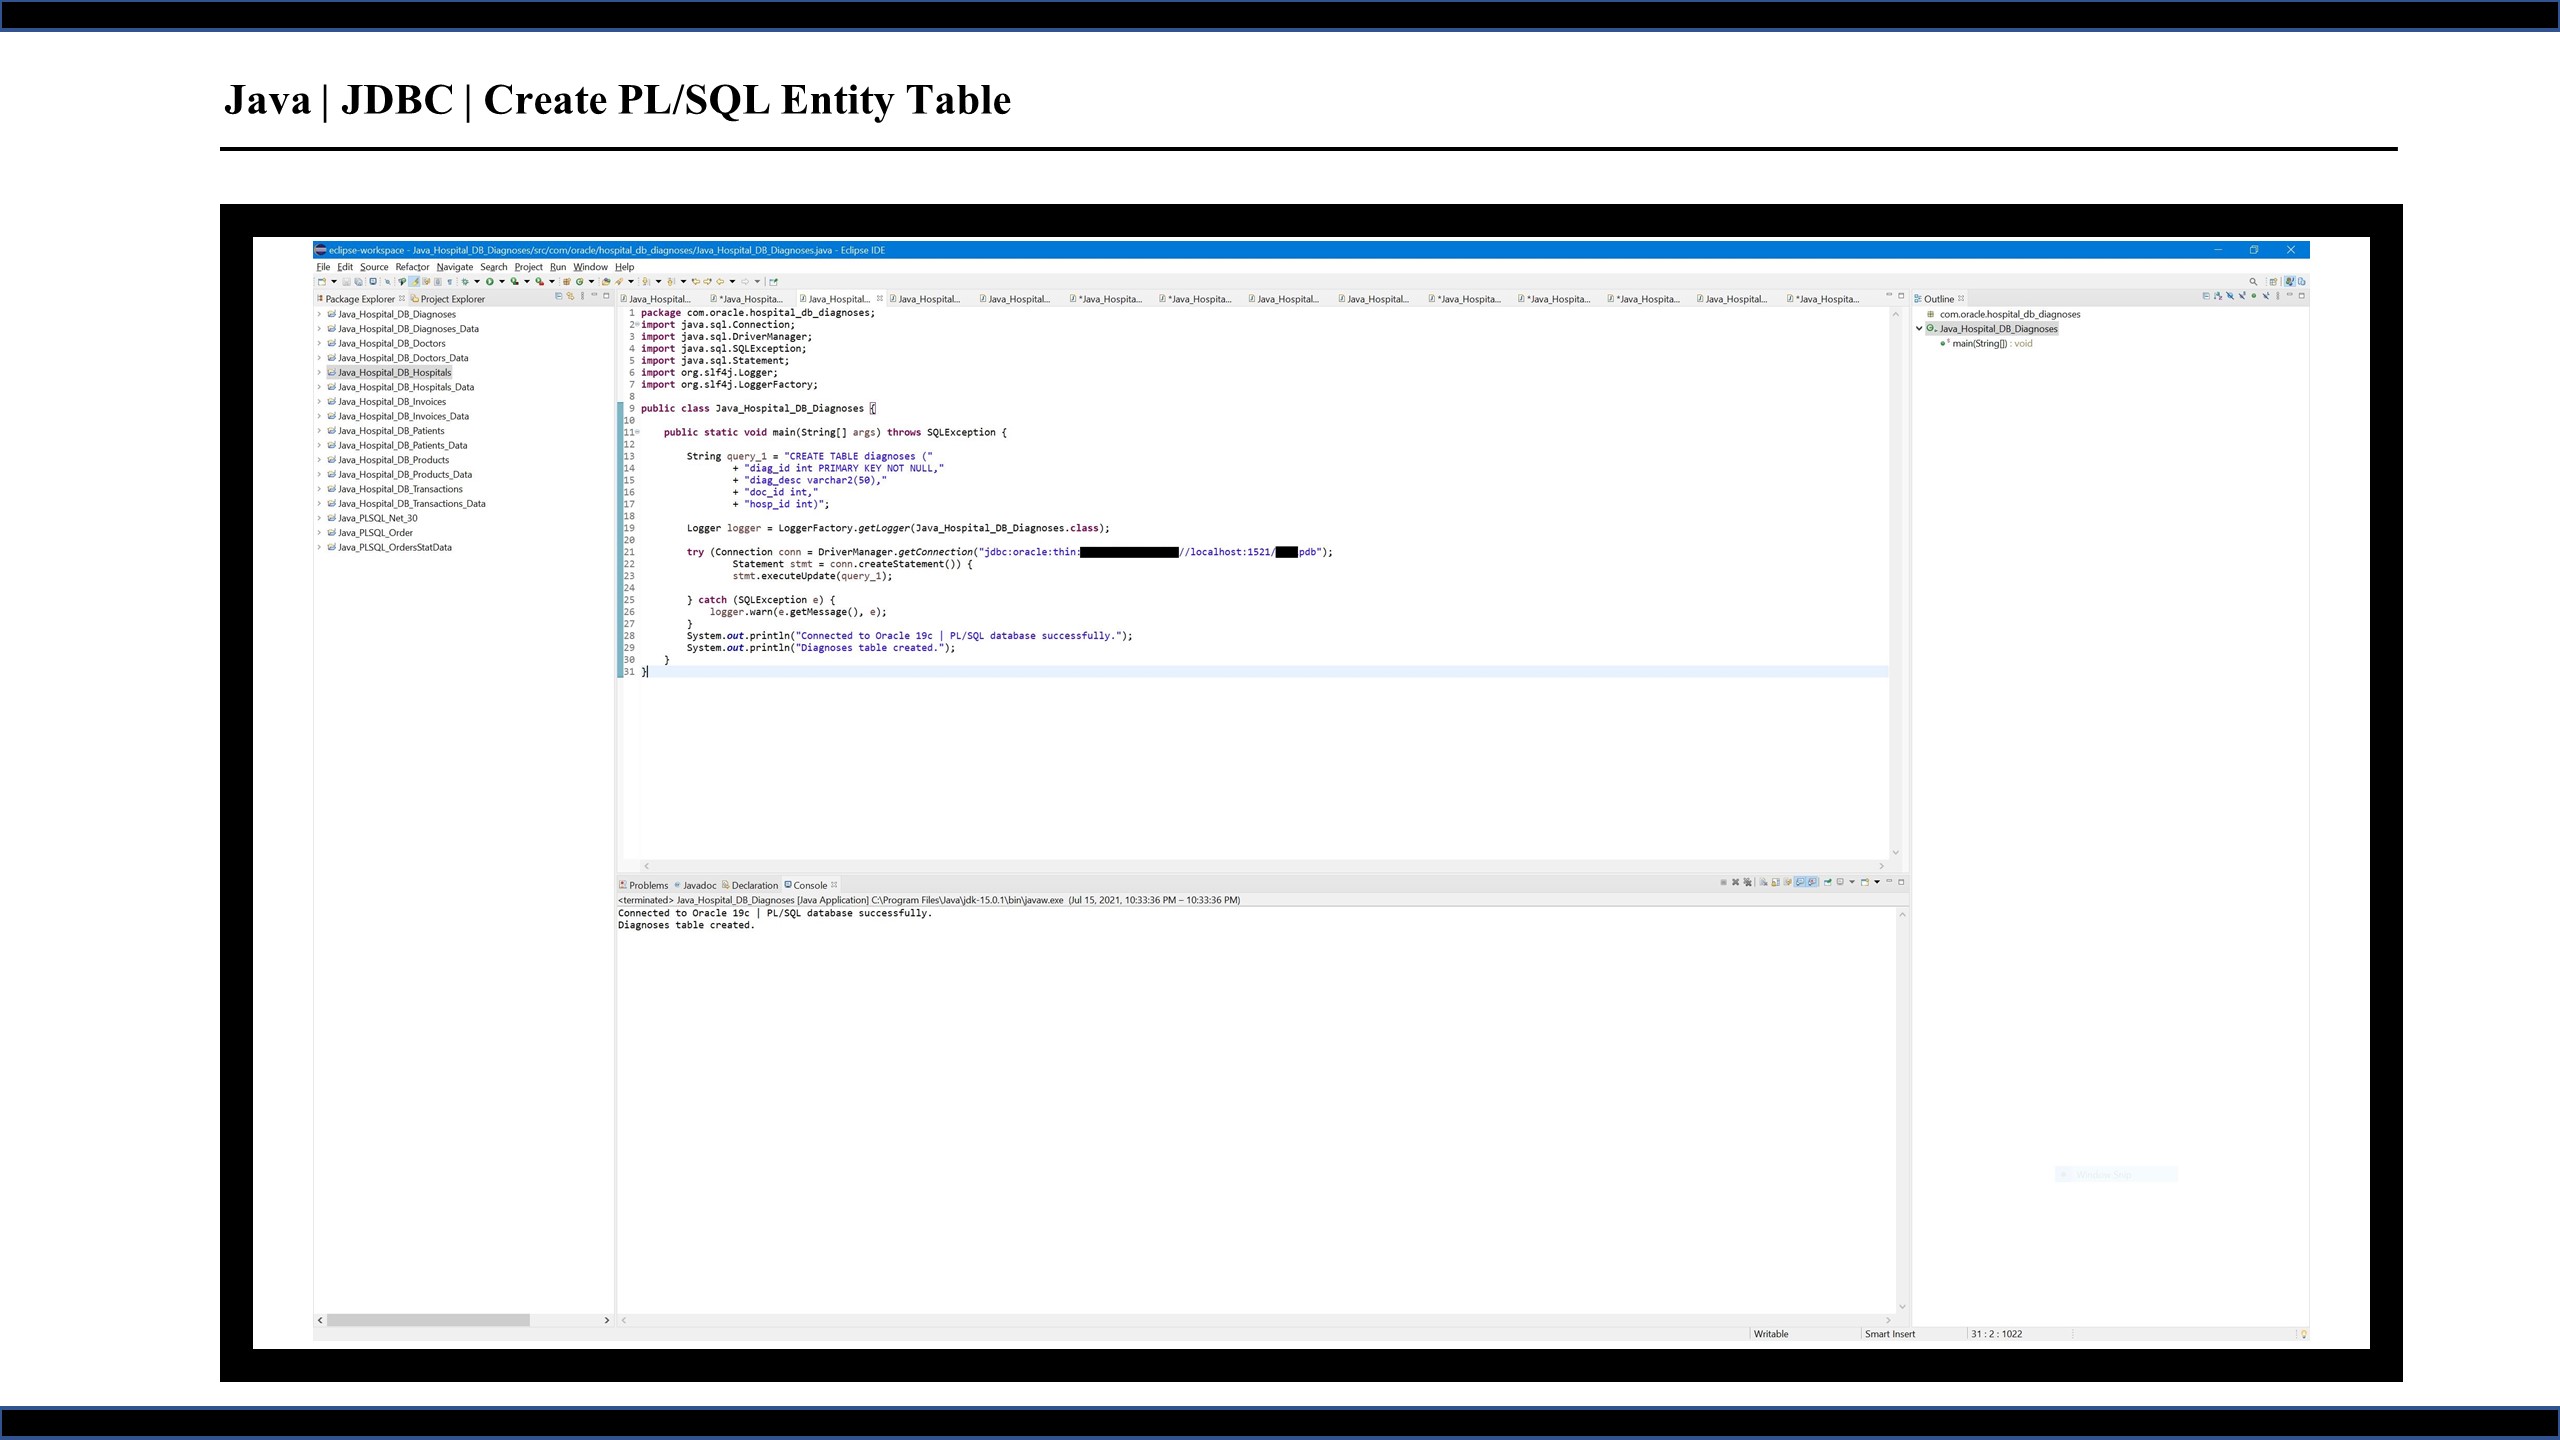 Java | JDBC | Create PL/SQL Entity Table
eclipse-workspace - Java_Hospital_DB_Diagnoses/src/com/oracle/hospital_db_diagnoses/Java_Hospital_DB_Diagnoses.java - Eclipse IDE
File Edit Source Refactor Navigate Search Project Run Window Help
Package Explorer Project Explorer
Java_Hospital_DB_Diagnoses
Java_Hospital_DB_Diagnoses_Data
Java_Hospital_DB_Doctors
Java_Hospital_DB_Doctors_Data
Java_Hospital_DB_Hospitals
Java_Hospital_DB_Hospitals_Data
Java_Hospital_DB_Invoices
Java_Hospital_DB_Invoices_Data
Java_Hospital_DB_Patients
Java_Hospital_DB_Patients_Data
Java_Hospital_DB_Products
Java_Hospital_DB_Products_Data
Java_Hospital_DB_Transactions
Java_Hospital_DB_Transactions_Data
Java_PLSQL_Net_30
Java_PLSQL_Order
Java_PLSQL_OrdersStatData
Java_Hospital... *Java_Hospita... Java_Hospital... Java_Hospital... Java_Hospital... *Java_Hospita... *Java_Hospita... Java_Hospital... Java_Hospital... *Java_Hospita... *Java_Hospita... *Java_Hospita... Java_Hospital... *Java_Hospita...
1 package com.oracle.hospital_db_diagnoses;
2 import java.sql.Connection;
3 import java.sql.DriverManager;
4 import java.sql.SQLException;
5 import java.sql.Statement;
6 import org.slf4j.Logger;
7 import org.slf4j.LoggerFactory;
8
9 public class Java_Hospital_DB_Diagnoses {
10
11 public static void main(String[] args) throws SQLException {
12
13 String query_1 = "CREATE TABLE diagnoses ("
14 + "diag_id int PRIMARY KEY NOT NULL,"
15 + "diag_desc varchar2(50),"
16 + "doc_id int,"
17 + "hosp_id int)";
18
19 Logger logger = LoggerFactory.getLogger(Java_Hospital_DB_Diagnoses.class);
20
21 try (Connection conn = DriverManager.getConnection("jdbc:oracle:thin: //localhost:1521/ pdb");
22 Statement stmt = conn.createStatement()) {
23 stmt.executeUpdate(query_1);
24
25 } catch (SQLException e) {
26 logger.warn(e.getMessage(), e);
27 }
28 System.out.println("Connected to Oracle 19c | PL/SQL database successfully.");
29 System.out.println("Diagnoses table created.");
30 }
31 }
Outline
com.oracle.hospital_db_diagnoses
Java_Hospital_DB_Diagnoses
main(String[]) : void
Problems Javadoc Declaration Console
<terminated> Java_Hospital_DB_Diagnoses [Java Application] C:\Program Files\Java\jdk-15.0.1\bin\javaw.exe (Jul 15, 2021, 10:33:36 PM – 10:33:36 PM)
Connected to Oracle 19c | PL/SQL database successfully.
Diagnoses table created.
Writable Smart Insert 31 : 2 : 1022